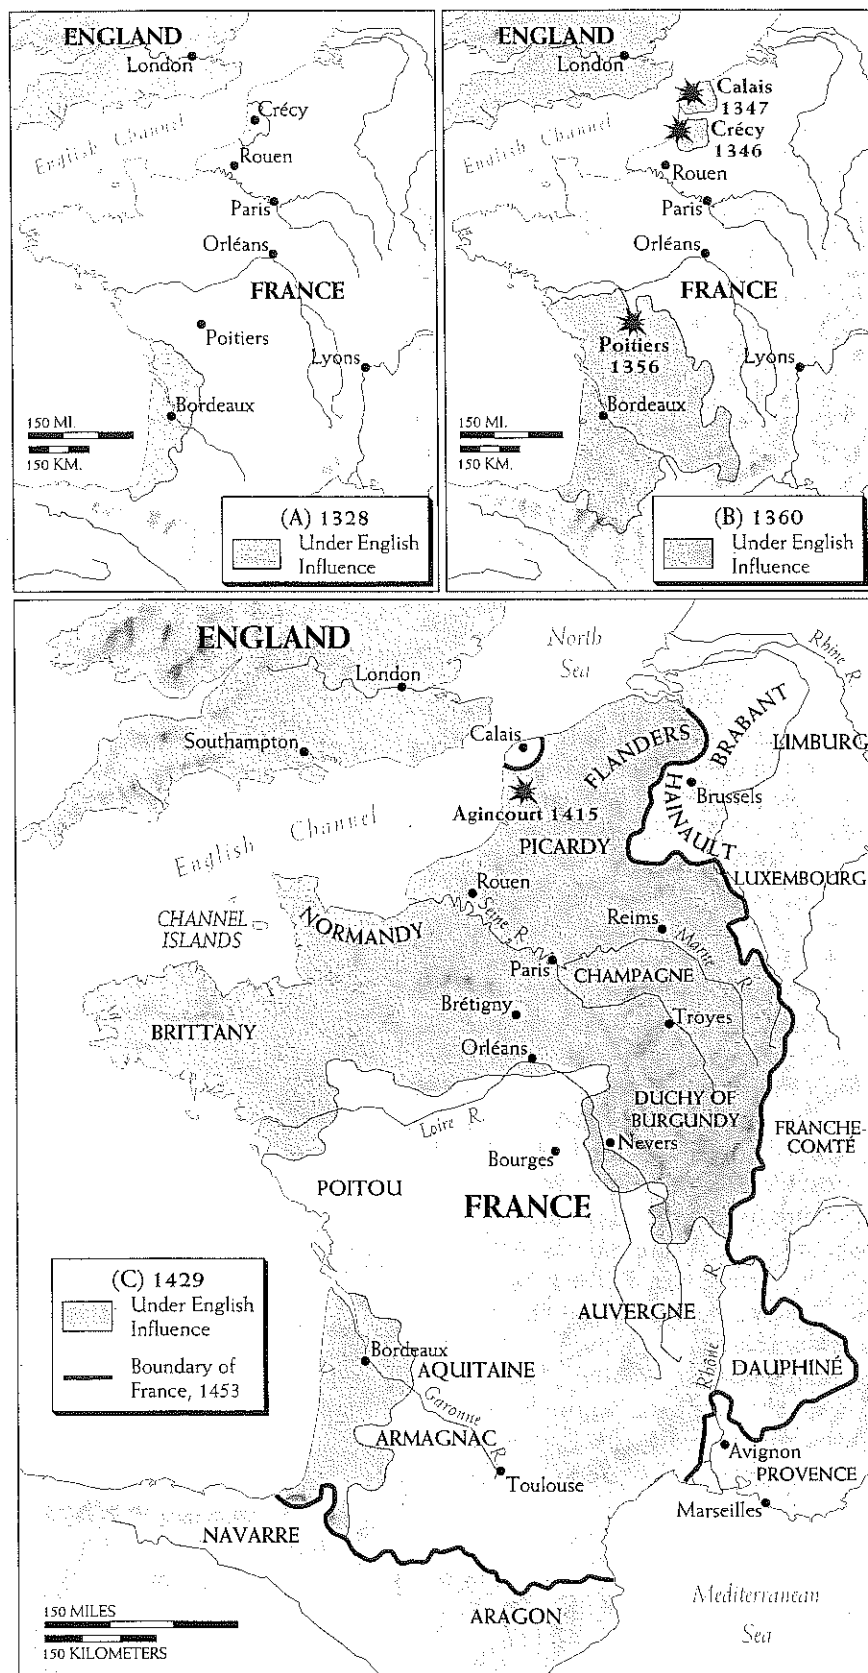 ENGLAND
London
Crécy
English Channel
Rouen
Paris
Orléans
FRANCE
Poitiers
Lyons
Bordeaux
150 MI.
150 KM.
(A) 1328
Under English
Influence
ENGLAND
London
Calais
1347
Crécy
1346
English Channel
Rouen
Paris
Orléans
FRANCE
Poitiers
1356
Lyons
Bordeaux
150 MI.
150 KM.
(B) 1360
Under English
Influence
ENGLAND
North
Sea
Rhine R.
London
Southampton
Calais
FLANDERS
BRABANT
LIMBURG
HAINAULT
Brussels
Agincourt 1415
English Channel
PICARDY
LUXEMBOURG
Rouen
CHANNEL
ISLANDS
NORMANDY
Seine R.
Reims
Marne R.
Paris
CHAMPAGNE
Brétigny
Troyes
BRITTANY
Orléans
DUCHY OF
BURGUNDY
Loire R.
Nevers
FRANCHE-
COMTÉ
Bourges
POITOU
FRANCE
(C) 1429
Under English
Influence
Boundary of
France, 1453
AUVERGNE
Rhône R.
DAUPHINÉ
Bordeaux
AQUITAINE
Garonne R.
ARMAGNAC
Toulouse
Avignon
PROVENCE
Marseilles
NAVARRE
ARAGON
Mediterranean
Sea
150 MILES
150 KILOMETERS